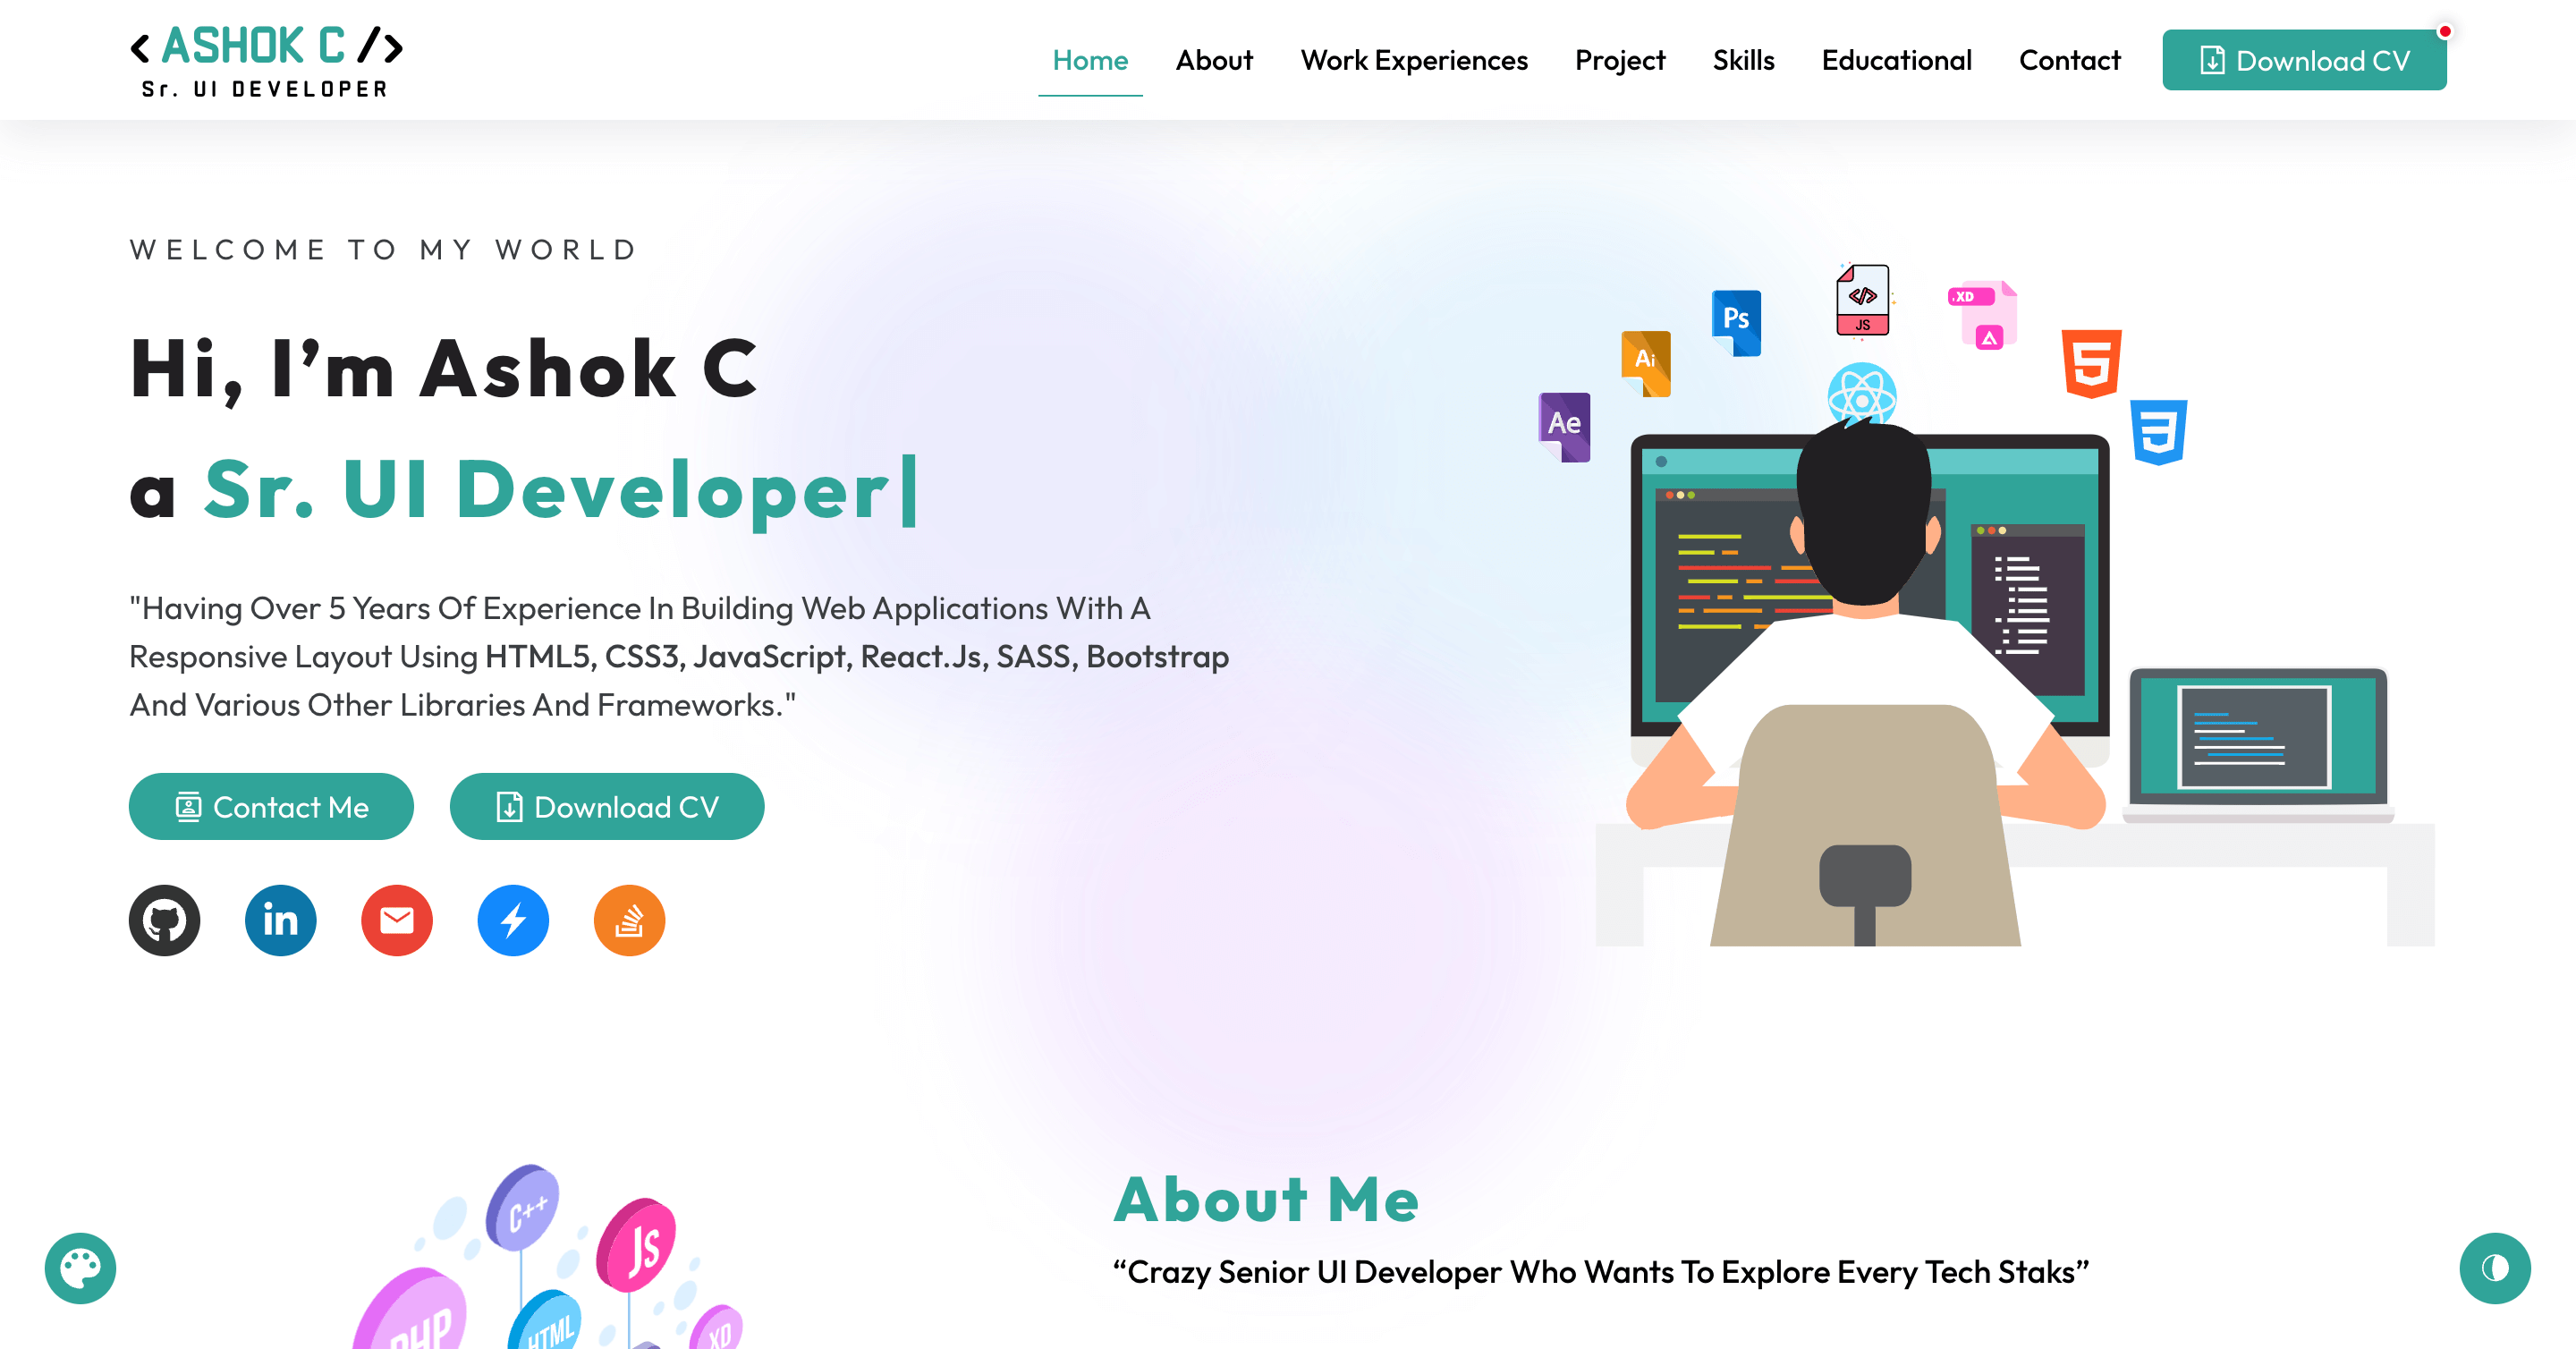 < ASHOK C />
Sr. UI DEVELOPER
Home
About
Work Experiences
Project
Skills
Educational
Contact
Download CV
WELCOME TO MY WORLD
Hi, I’m Ashok C
a Sr. UI Developer|
"Having Over 5 Years Of Experience In Building Web Applications With A
Responsive Layout Using HTML5, CSS3, JavaScript, React.Js, SASS, Bootstrap
And Various Other Libraries And Frameworks."
Contact Me
Download CV
in
Ae
Ai
Ps
</>
JS
.XD
5
3
C++
JS
PHP
HTML
XD
About Me
“Crazy Senior UI Developer Who Wants To Explore Every Tech Staks”